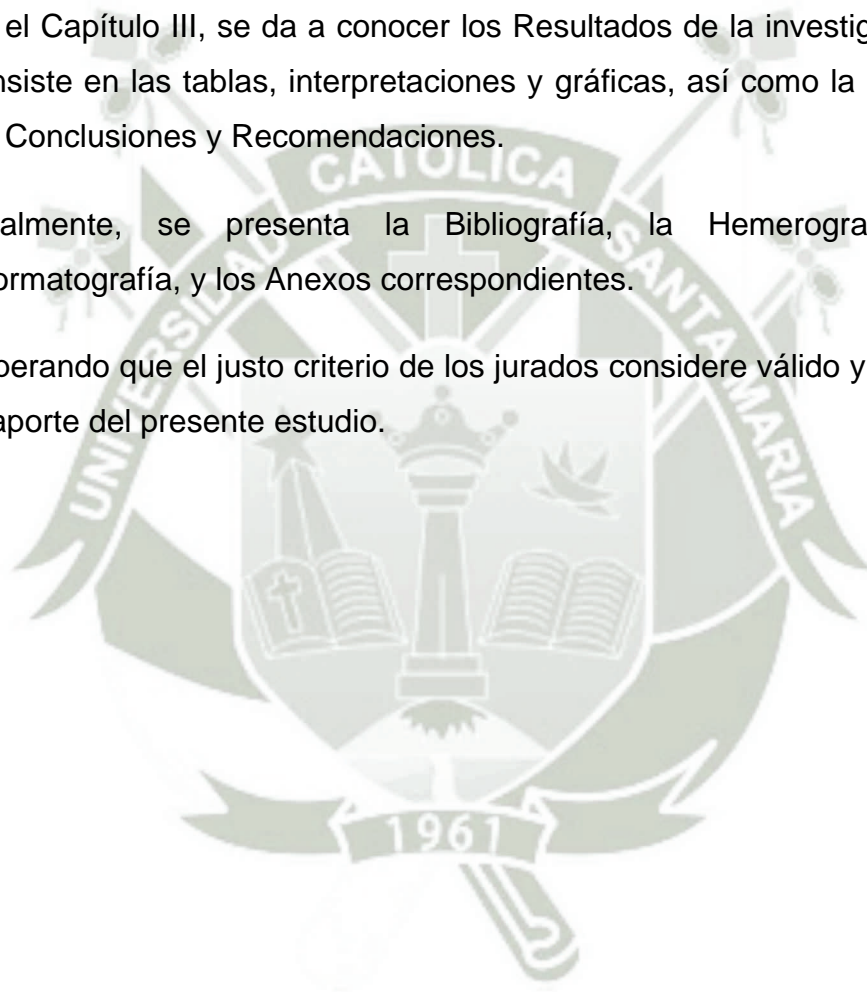 el Capítulo III, se da a conocer los Resultados de la investig
nsiste en las tablas, interpretaciones y gráficas, así como la
Conclusiones y Recomendaciones.
almente, se presenta la Bibliografía, la Hemerogra
ormatografía, y los Anexos correspondientes.
perando que el justo criterio de los jurados considere válido y
aporte del presente estudio.
UNIVERSIDAD CATOLICA SANTA MARIA
1961